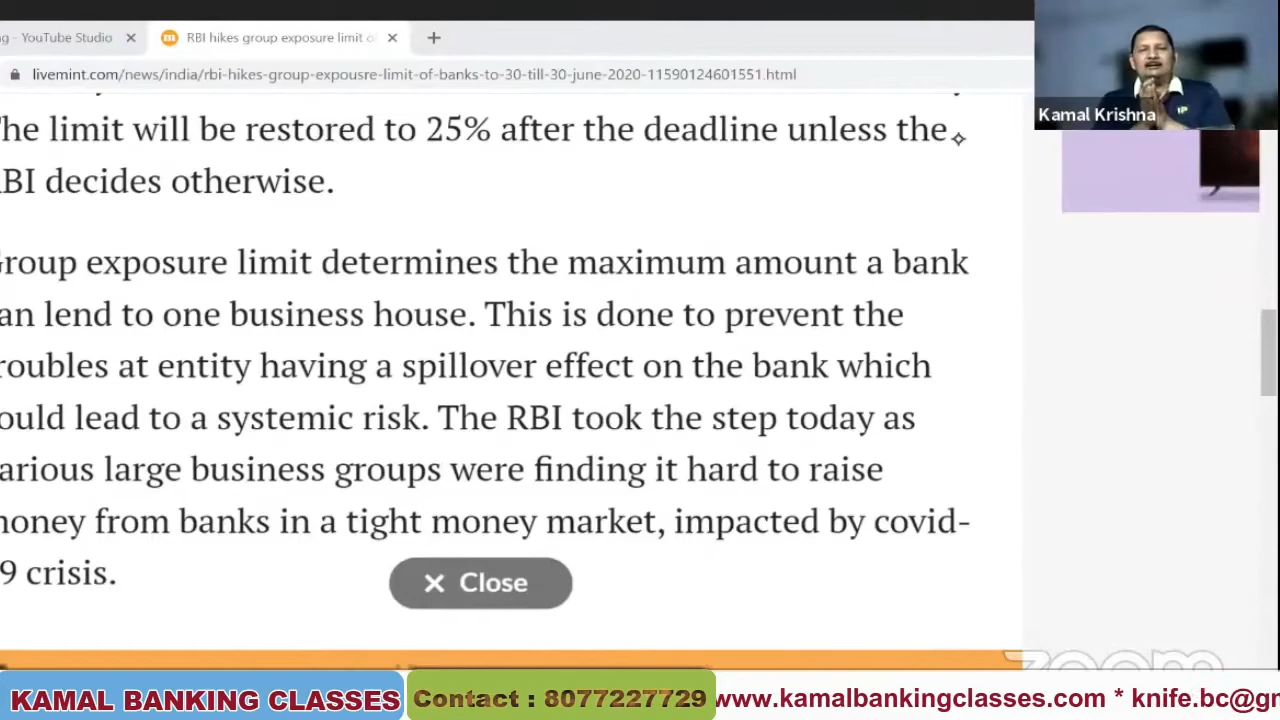 g - YouTube Studio
RBI hikes group exposure limit o
livemint.com/news/india/rbi-hikes-group-expousre-limit-of-banks-to-30-till-30-june-2020-11590124601551.html
Kamal Krishna
he limit will be restored to 25% after the deadline unless the
BI decides otherwise.
roup exposure limit determines the maximum amount a bank
an lend to one business house. This is done to prevent the
roubles at entity having a spillover effect on the bank which
ould lead to a systemic risk. The RBI took the step today as
arious large business groups were finding it hard to raise
oney from banks in a tight money market, impacted by covid-
9 crisis.
Close
zoom
KAMAL BANKING CLASSES
Contact : 8077227729
www.kamalbankingclasses.com * knife.bc@gm